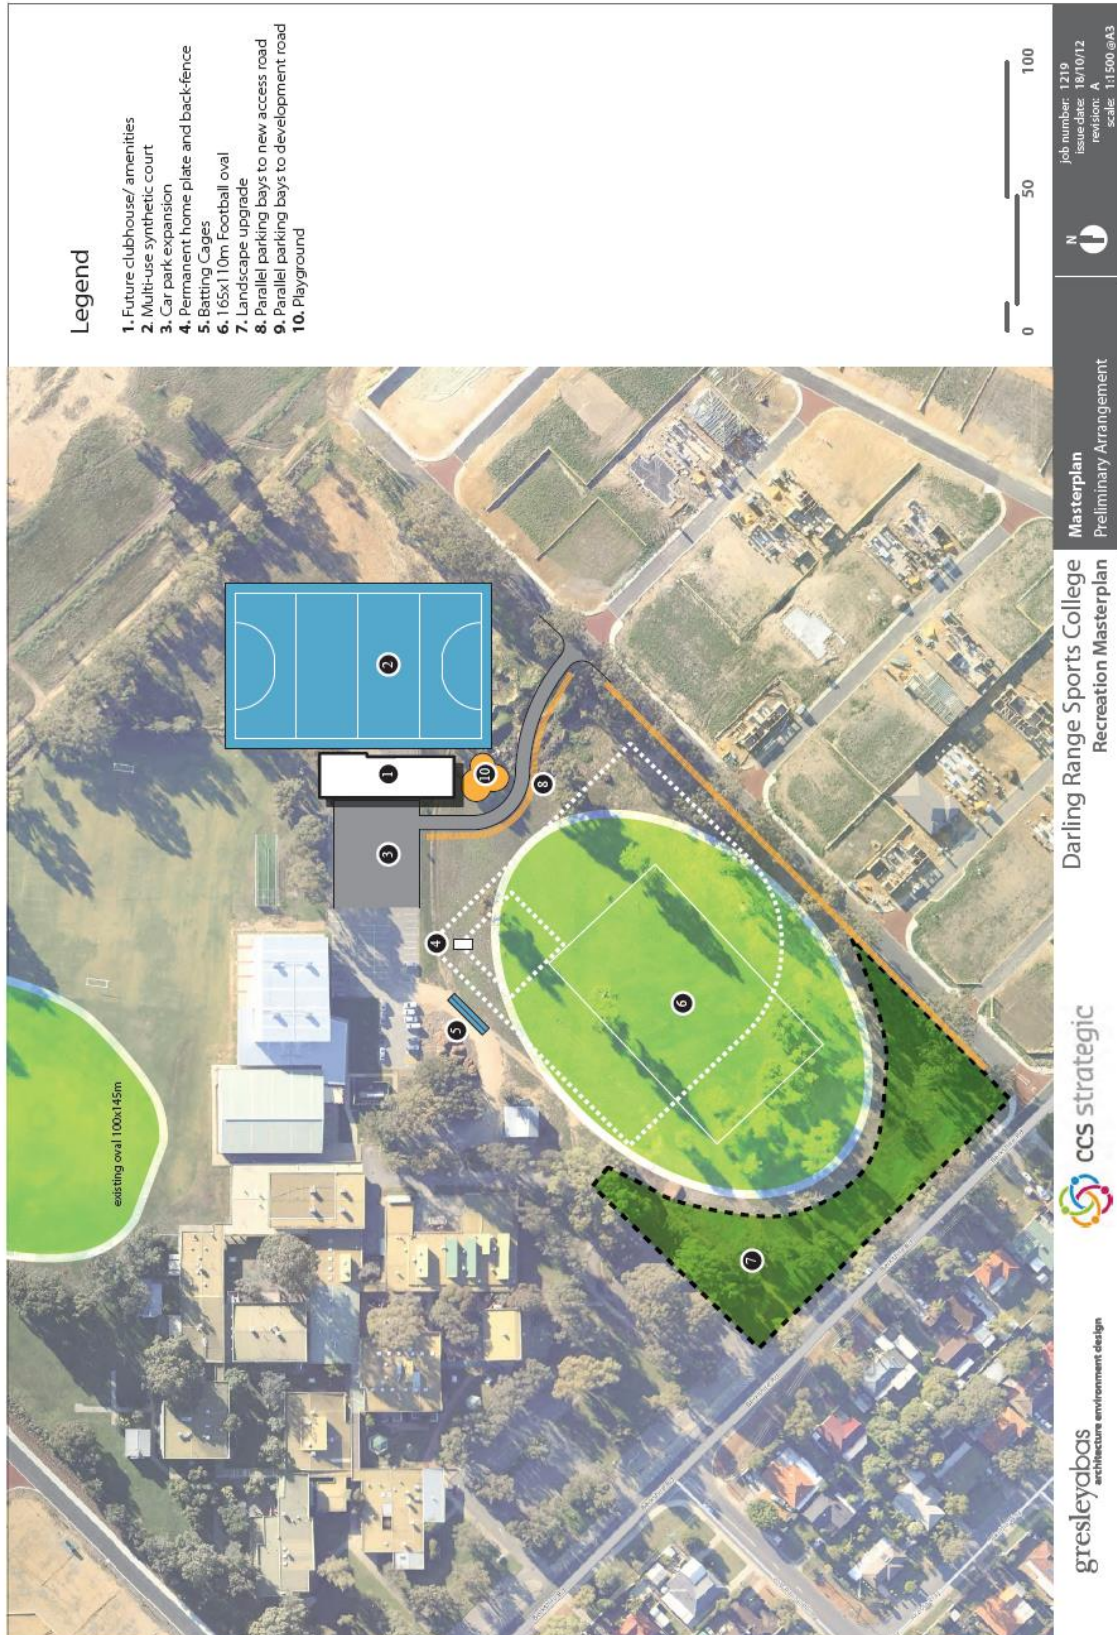 Legend
1. Future clubhouse/ amenities
2. Multi-use synthetic court
3. Car park expansion
4. Permanent home plate and back-fence
5. Batting Cages
6. 165x110m Football oval
7. Landscape upgrade
8. Parallel parking bays to new access road
9. Parallel parking bays to development road
10. Playground
existing oval 100x145m
1
2
3
4
5
6
7
8
10
0
50
100
gresleyabas
architecture environment design
ccs strategic
Darling Range Sports College
Recreation Masterplan
Masterplan
Preliminary Arrangement
N
job number: 1219
issue date: 18/10/12
revision: A
scale: 1:1500 @A3